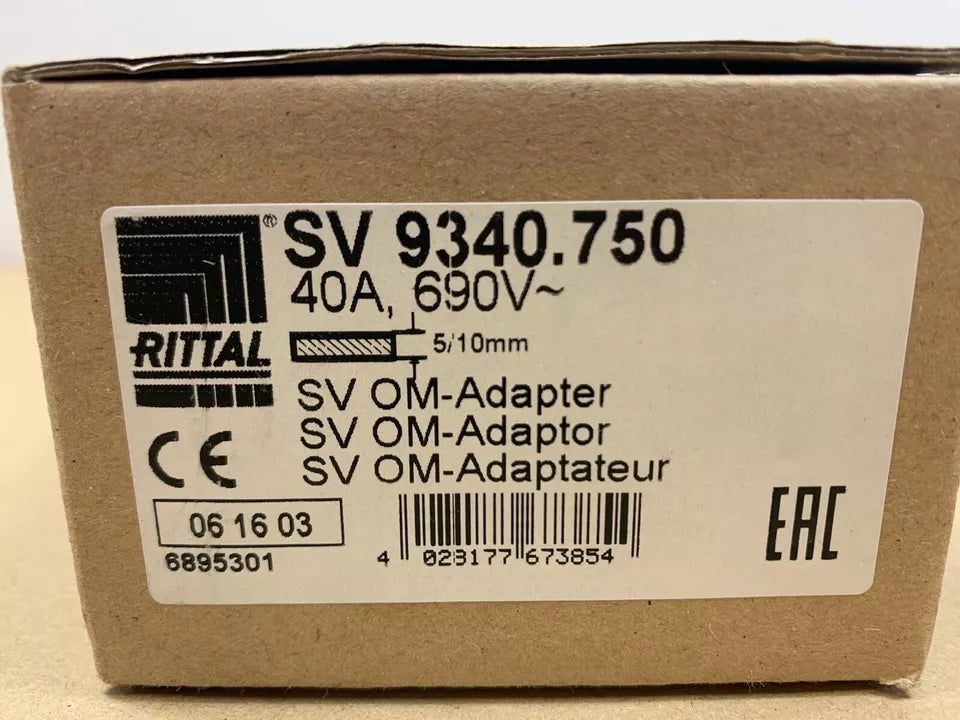 ®
SV 9340.750
40A, 690V~
RITTAL
5/10mm
SV OM-Adapter
SV OM-Adaptor
SV OM-Adaptateur
CE
06 16 03
6895301
4 028177 673854
EAC